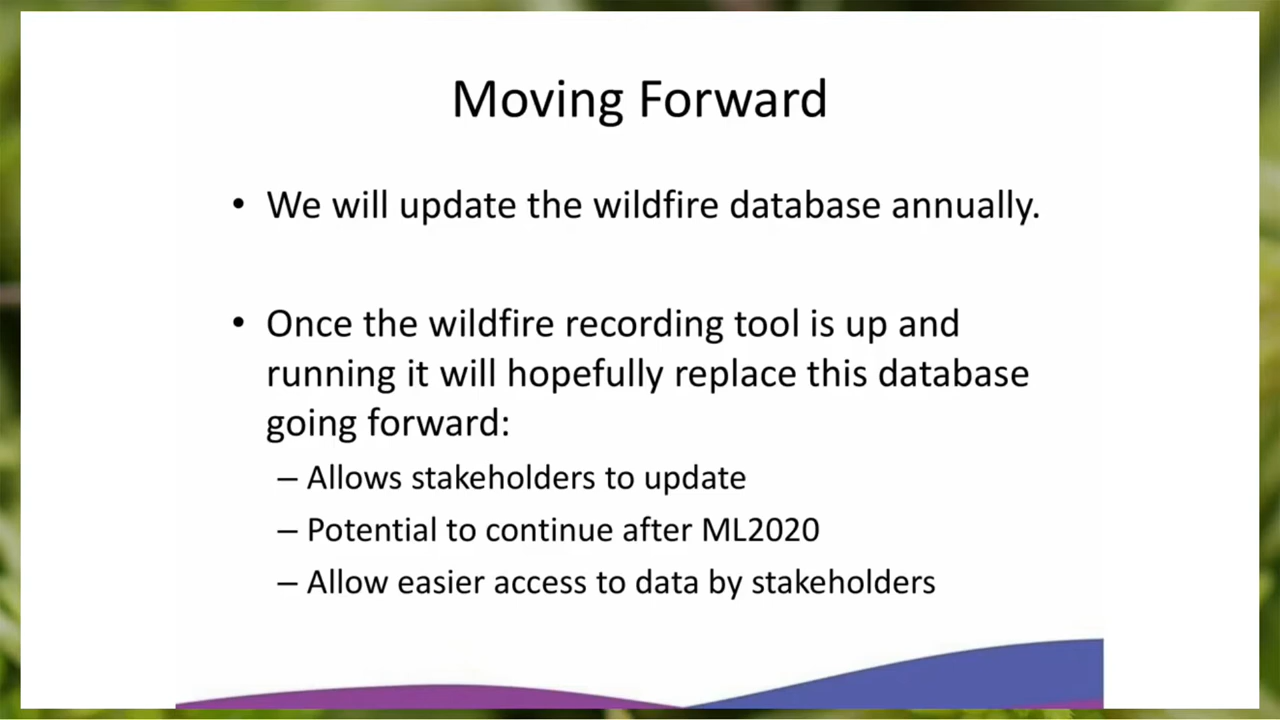 Moving Forward
• We will update the wildfire database annually.
• Once the wildfire recording tool is up and
running it will hopefully replace this database
going forward:
– Allows stakeholders to update
– Potential to continue after ML2020
– Allow easier access to data by stakeholders